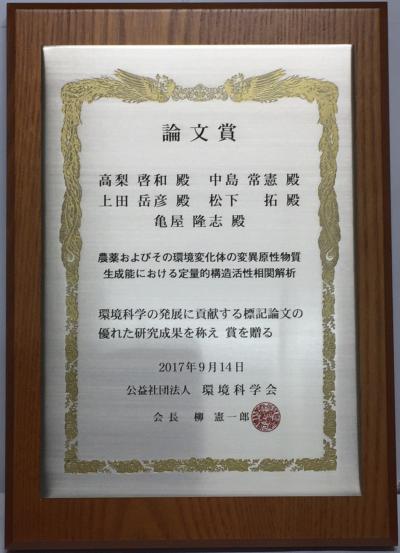 論文賞
高梨 啓和 殿 中島 常憲 殿
上田 岳彦 殿 松下 拓 殿
亀屋 隆志 殿
農薬およびその環境変化体の変異原性物質
生成能における定量的構造活性相関解析
環境科学の発展に貢献する標記論文の
優れた研究成果を称え 賞を贈る
2017年9月14日
公益社団法人 環境科学会
会長 柳 憲一郎